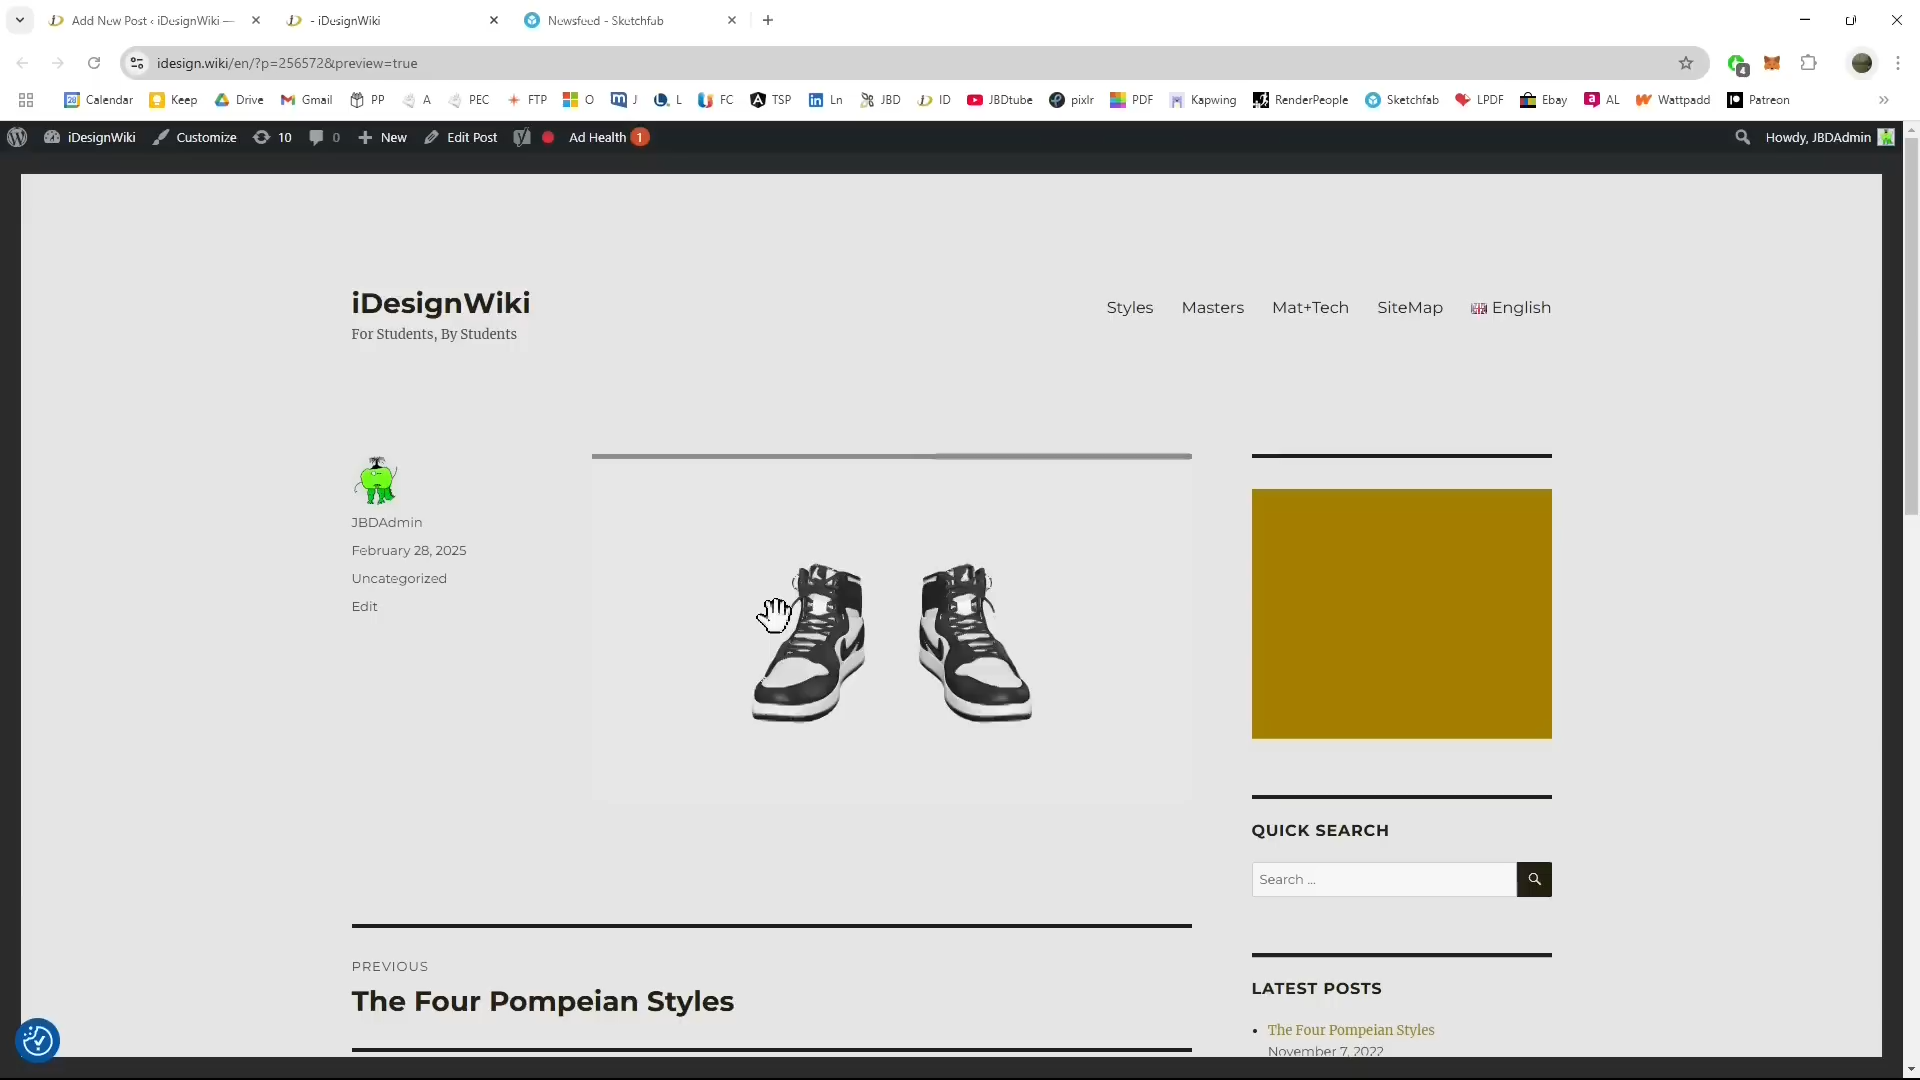 Add New Post ‹ iDesignWiki —
- iDesignWiki
Newsfeed - Sketchfab
idesign.wiki/en/?p=256572&preview=true
Calendar Keep Drive Gmail PP A PEC FTP O J L FC TSP Ln JBD ID JBDtube pixlr PDF Kapwing RenderPeople Sketchfab LPDF Ebay AL Wattpadd Patreon
iDesignWiki Customize 10 0 New Edit Post Ad Health 1
Howdy, JBDAdmin
iDesignWiki
For Students, By Students
Styles Masters Mat+Tech SiteMap English
JBDAdmin
February 28, 2025
Uncategorized
Edit
QUICK SEARCH
Search ...
PREVIOUS
The Four Pompeian Styles
LATEST POSTS
The Four Pompeian Styles
November 7, 2022